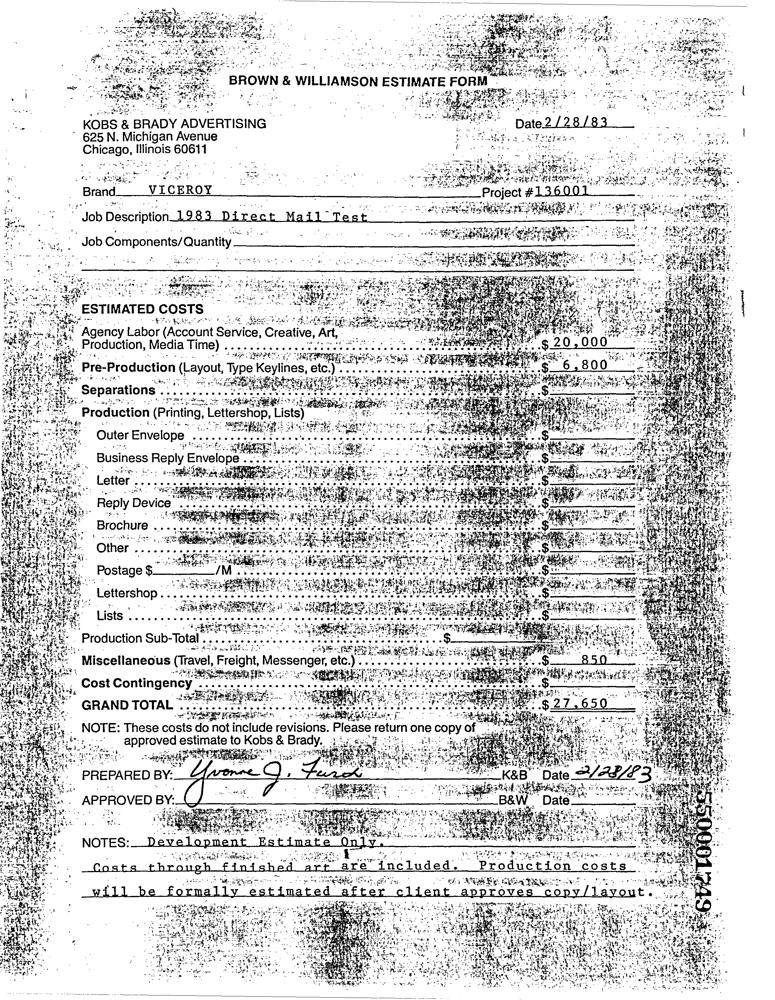 BROWN & WILLIAMSON ESTIMATE FORM
KOBS & BRADY ADVERTISING
625 N. Michigan Avenue
Chicago, Illinois 60611
Date 2/28/83
Brand VICEROY Project #136001
Job Description 1983 Direct Mail Test
Job Components/Quantity
ESTIMATED COSTS
Agency Labor (Account Service, Creative, Art,
Production, Media Time) $ 20,000
Pre-Production (Layout, Type Keylines, etc.) $ 6,800
Separations $
Production (Printing, Lettershop, Lists)
Outer Envelope $
Business Reply Envelope $
Letter $
Reply Device $
Brochure $
Other $
Postage $ /M $
Lettershop $
Lists $
Production Sub-Total $
Miscellaneous (Travel, Freight, Messenger, etc.) $ 850
Cost Contingency $
GRAND TOTAL $ 27,650
NOTE: These costs do not include revisions. Please return one copy of
approved estimate to Kobs & Brady.
PREPARED BY: Yvonne J. K&B Date 2/28/83
APPROVED BY: B&W Date
NOTES: Development Estimate Only.
Costs through finished art are included. Production costs
will be formally estimated after client approves copy/layout.
550001749